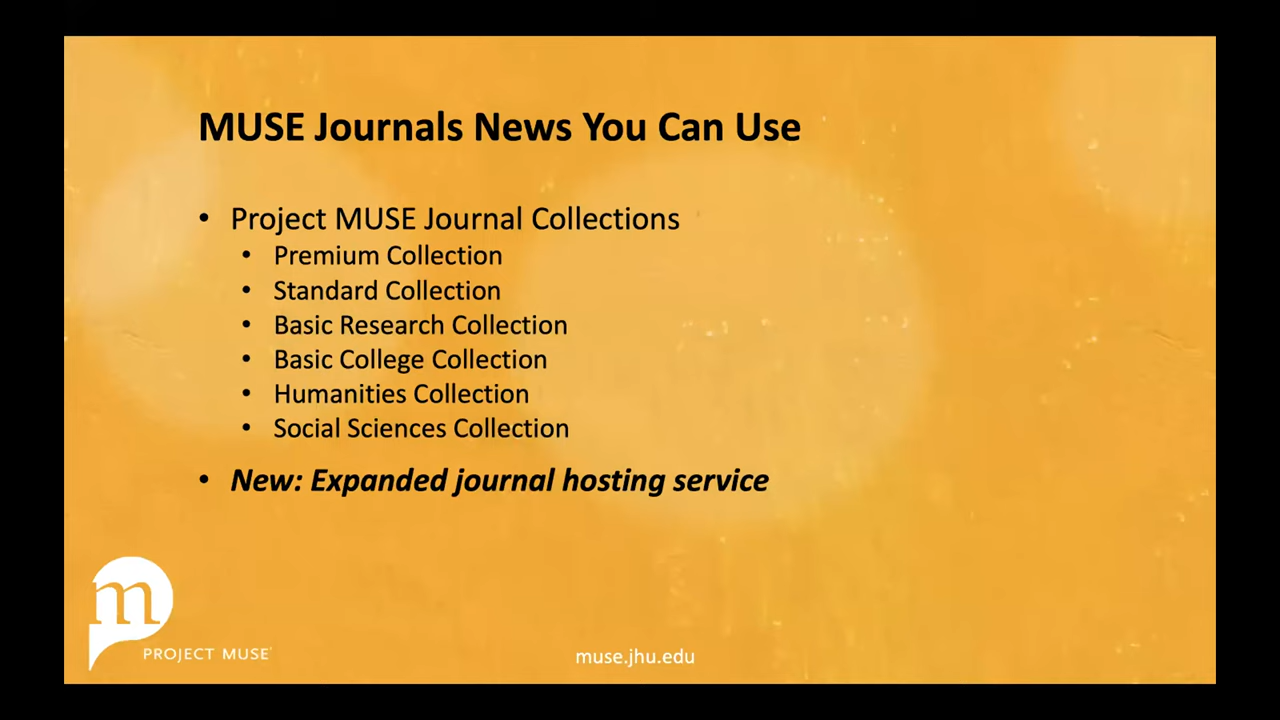 MUSE Journals News You Can Use
• Project MUSE Journal Collections
• Premium Collection
• Standard Collection
• Basic Research Collection
• Basic College Collection
• Humanities Collection
• Social Sciences Collection
• New: Expanded journal hosting service
m
PROJECT MUSE
muse.jhu.edu